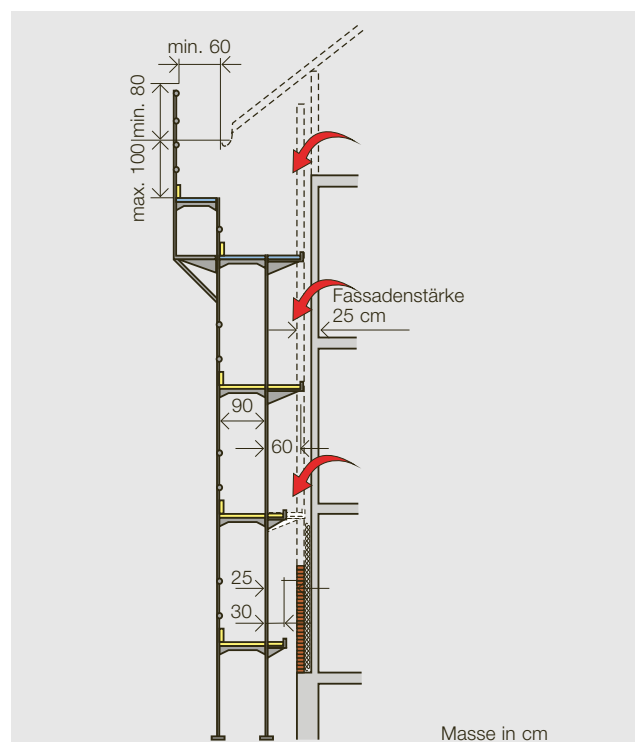 min. 60
min. 80
max. 100
Fassadenstärke
25 cm
90
60
25
30
Masse in cm